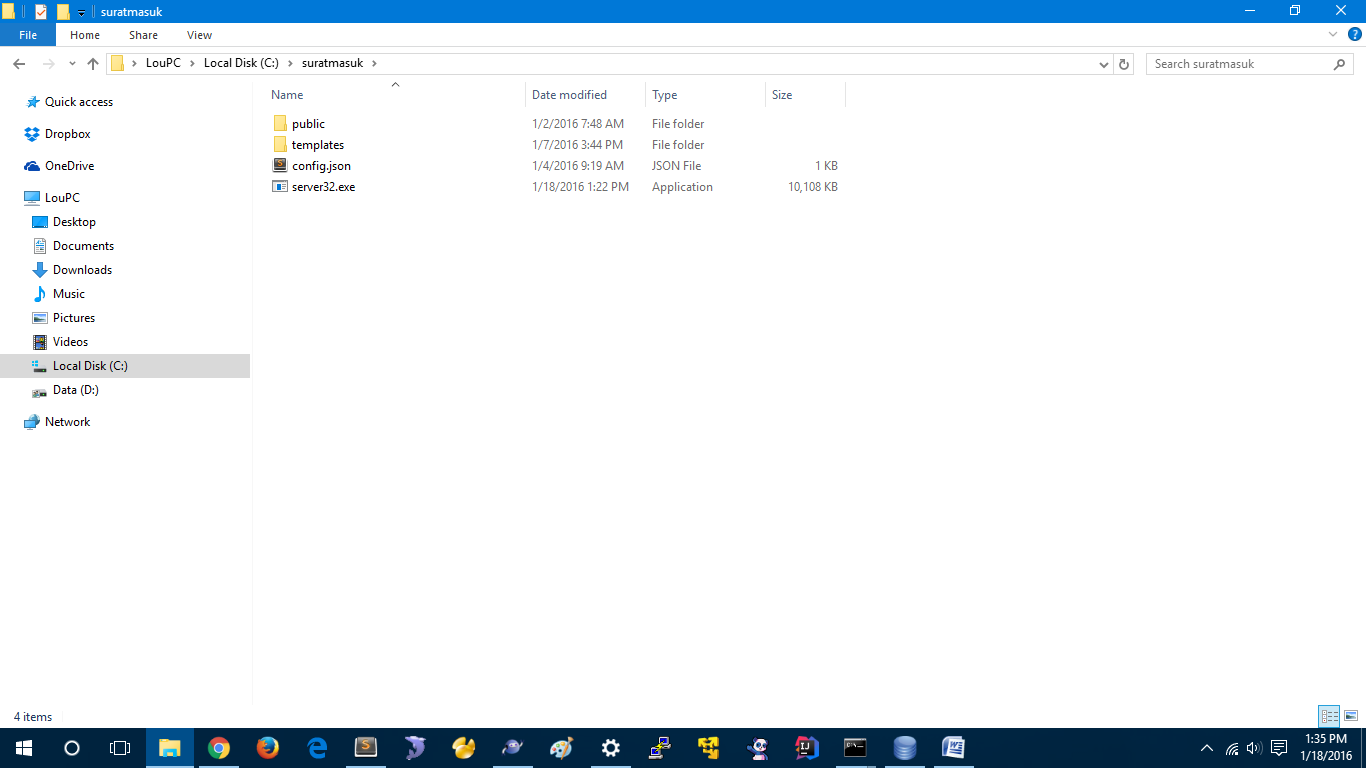 suratmasuk
File Home Share View
LouPC Local Disk (C:) suratmasuk
Search suratmasuk
Name Date modified Type Size
public 1/2/2016 7:48 AM File folder
templates 1/7/2016 3:44 PM File folder
config.json 1/4/2016 9:19 AM JSON File 1 KB
server32.exe 1/18/2016 1:22 PM Application 10,108 KB
Quick access
Dropbox
OneDrive
LouPC
Desktop
Documents
Downloads
Music
Pictures
Videos
Local Disk (C:)
Data (D:)
Network
4 items
1:35 PM
1/18/2016